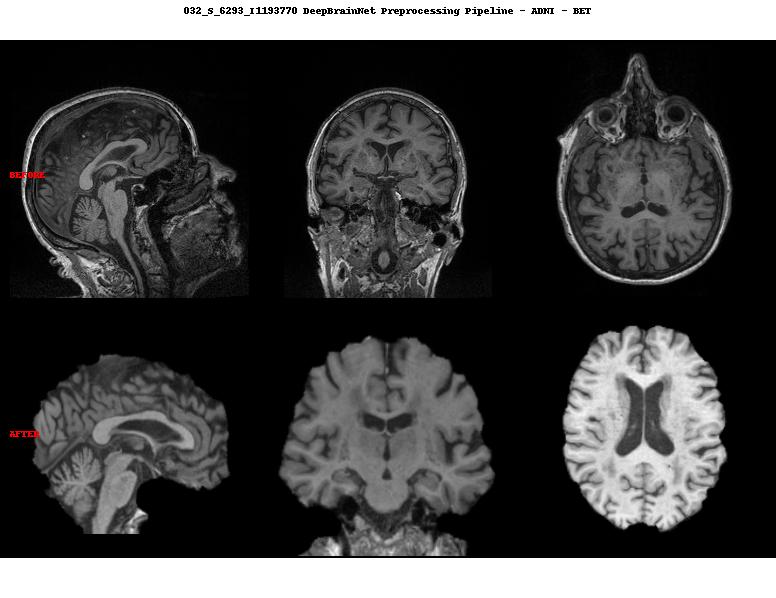 032_S_6293_I1193770 DeepBrainNet Preprocessing Pipeline - ADNI - BET
BEFORE
AFTER